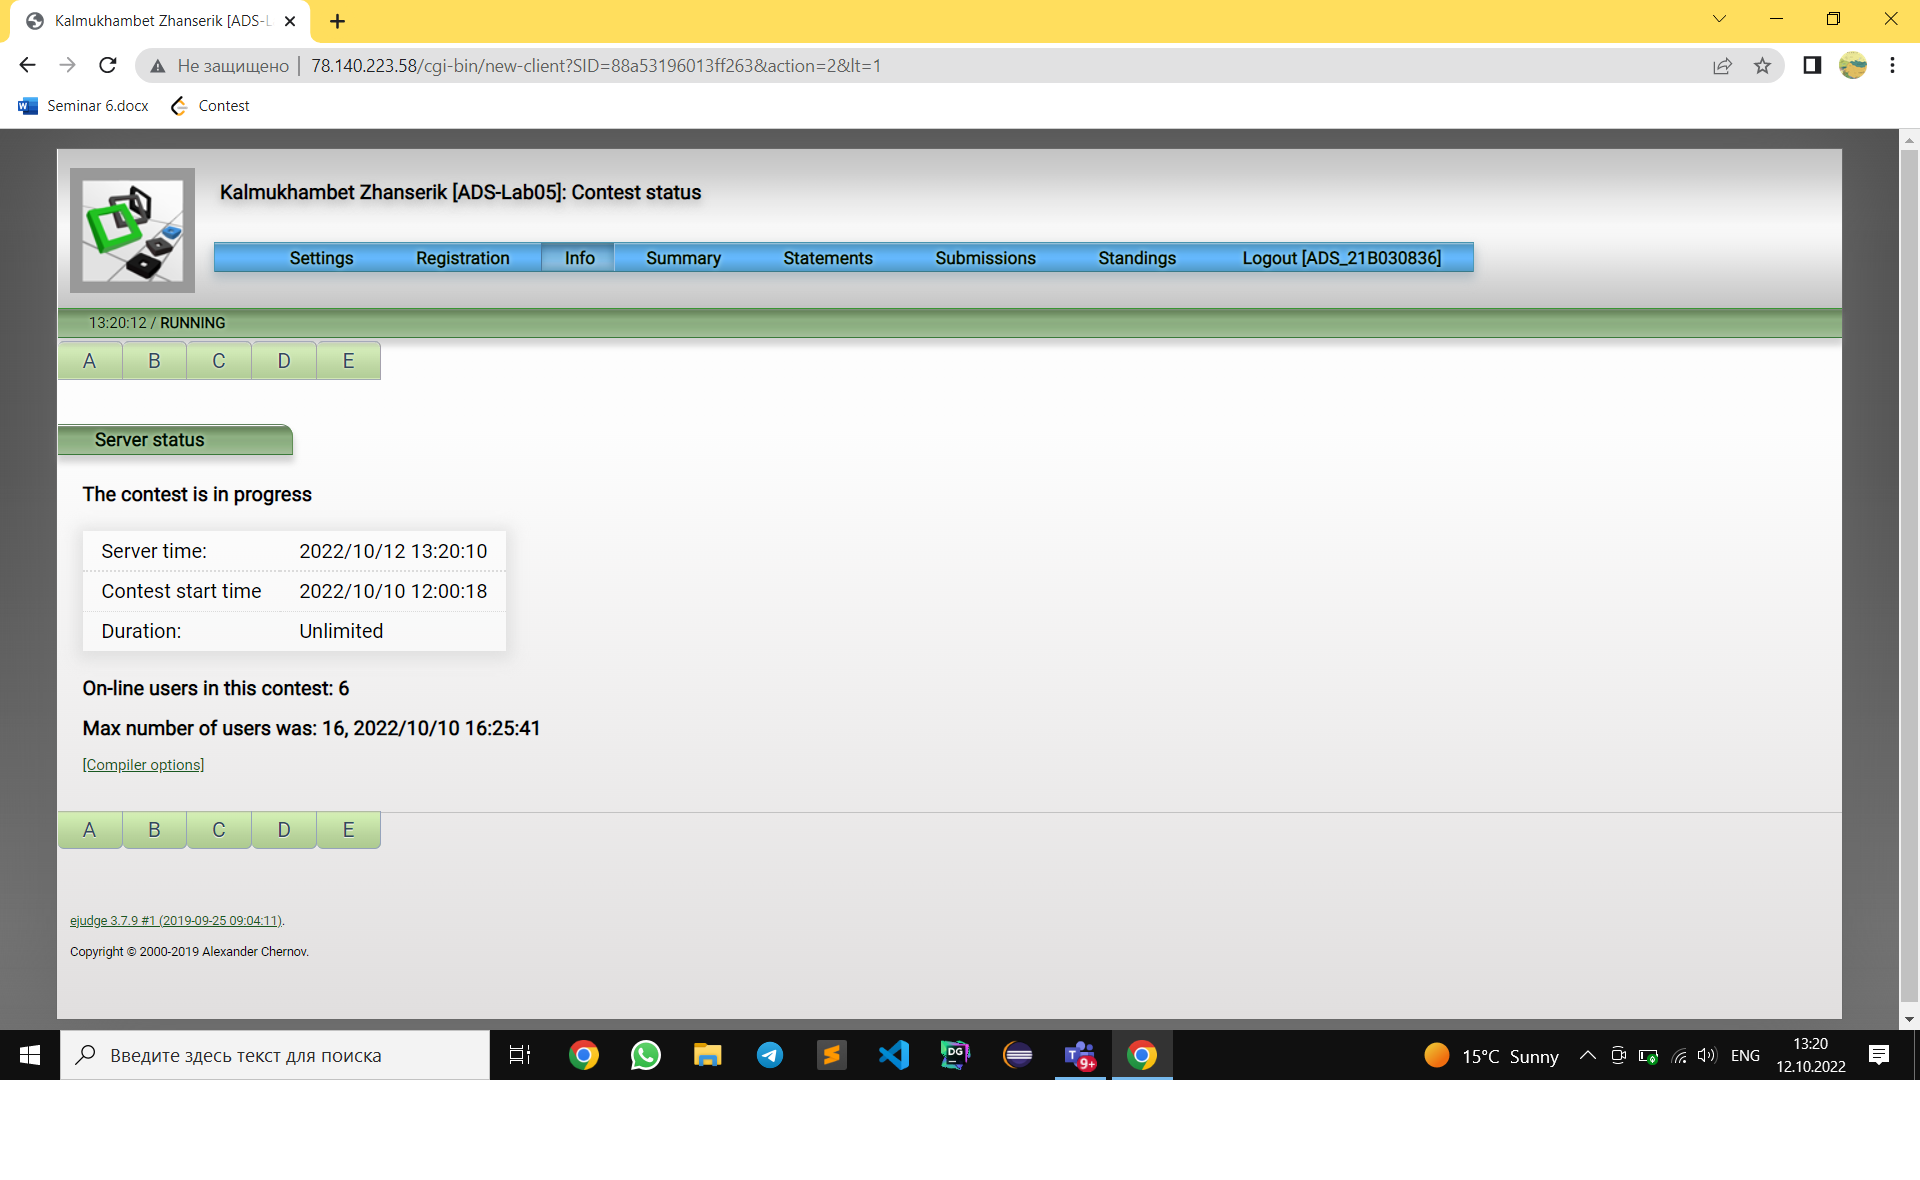 Kalmukhambet Zhanserik [ADS-L
Не защищено | 78.140.223.58/cgi-bin/new-client?SID=88a53196013ff263&action=2&lt=1
Seminar 6.docx Contest
Kalmukhambet Zhanserik [ADS-Lab05]: Contest status
Settings Registration Info Summary Statements Submissions Standings Logout [ADS_21B030836]
13:20:12 / RUNNING
A B C D E
Server status
The contest is in progress
Server time: 2022/10/12 13:20:10
Contest start time 2022/10/10 12:00:18
Duration: Unlimited
On-line users in this contest: 6
Max number of users was: 16, 2022/10/10 16:25:41
[Compiler options]
A B C D E
ejudge 3.7.9 #1 (2019-09-25 09:04:11).
Copyright © 2000-2019 Alexander Chernov.
Введите здесь текст для поиска
DG
T 9+
15°C Sunny
ENG
13:20
12.10.2022